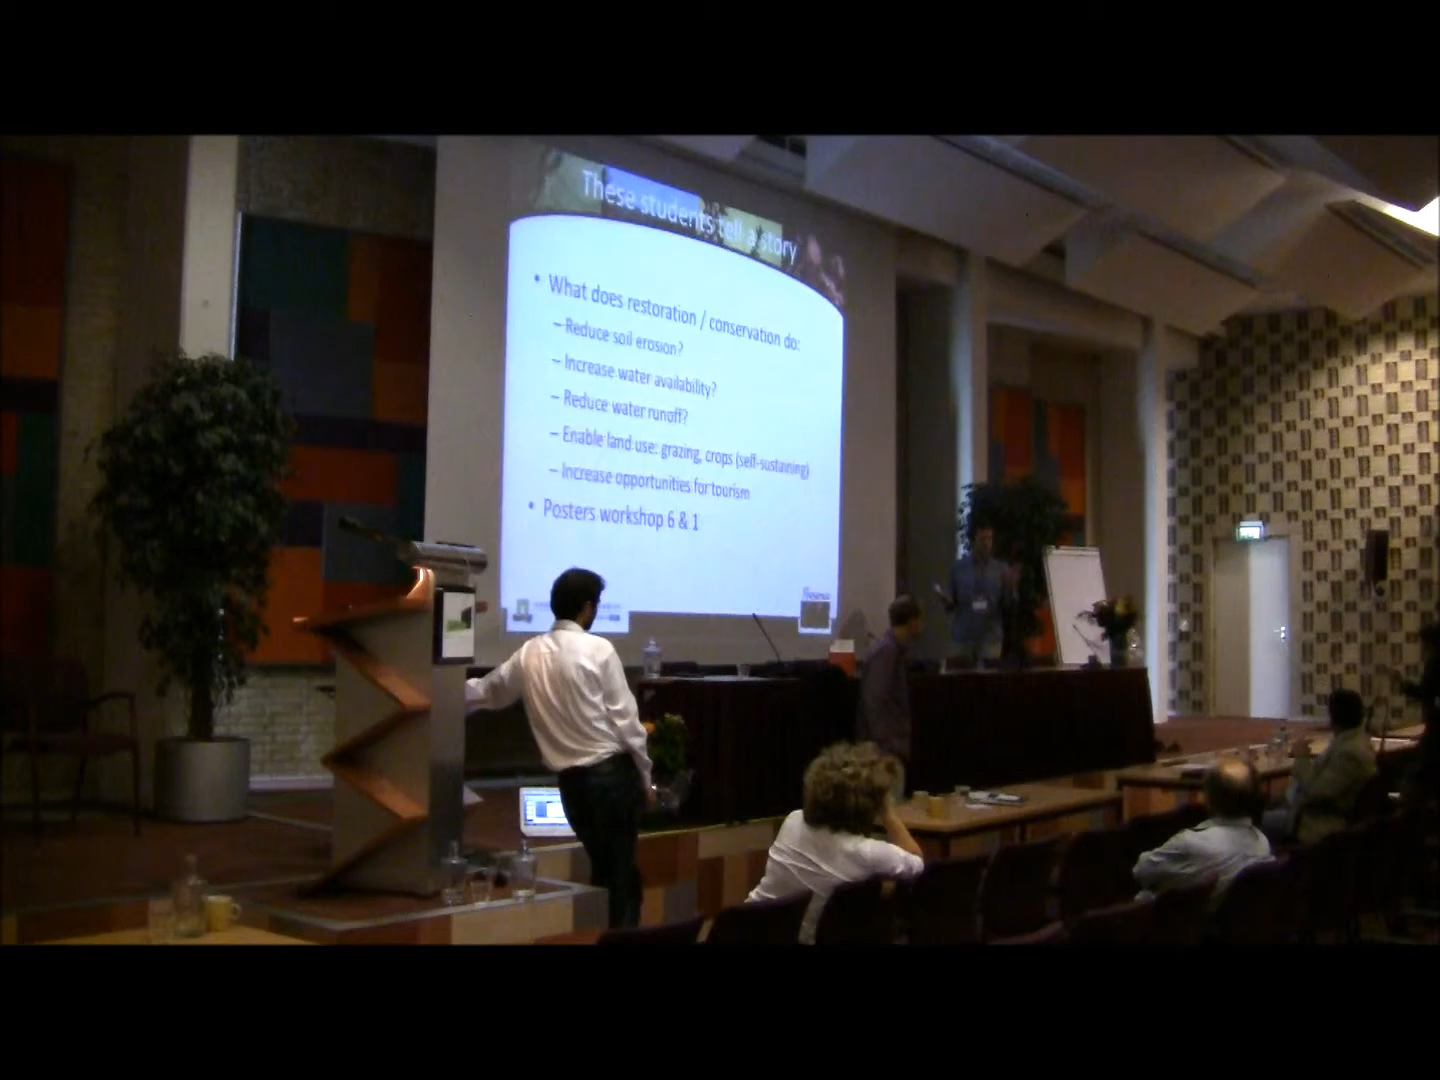 These students tell a story
• What does restoration / conservation do:
– Reduce soil erosion?
– Increase water availability?
– Reduce water runoff?
– Enable land use: grazing, crops (self-sustaining)
– Increase opportunities for tourism
• Posters workshop 6 & 1